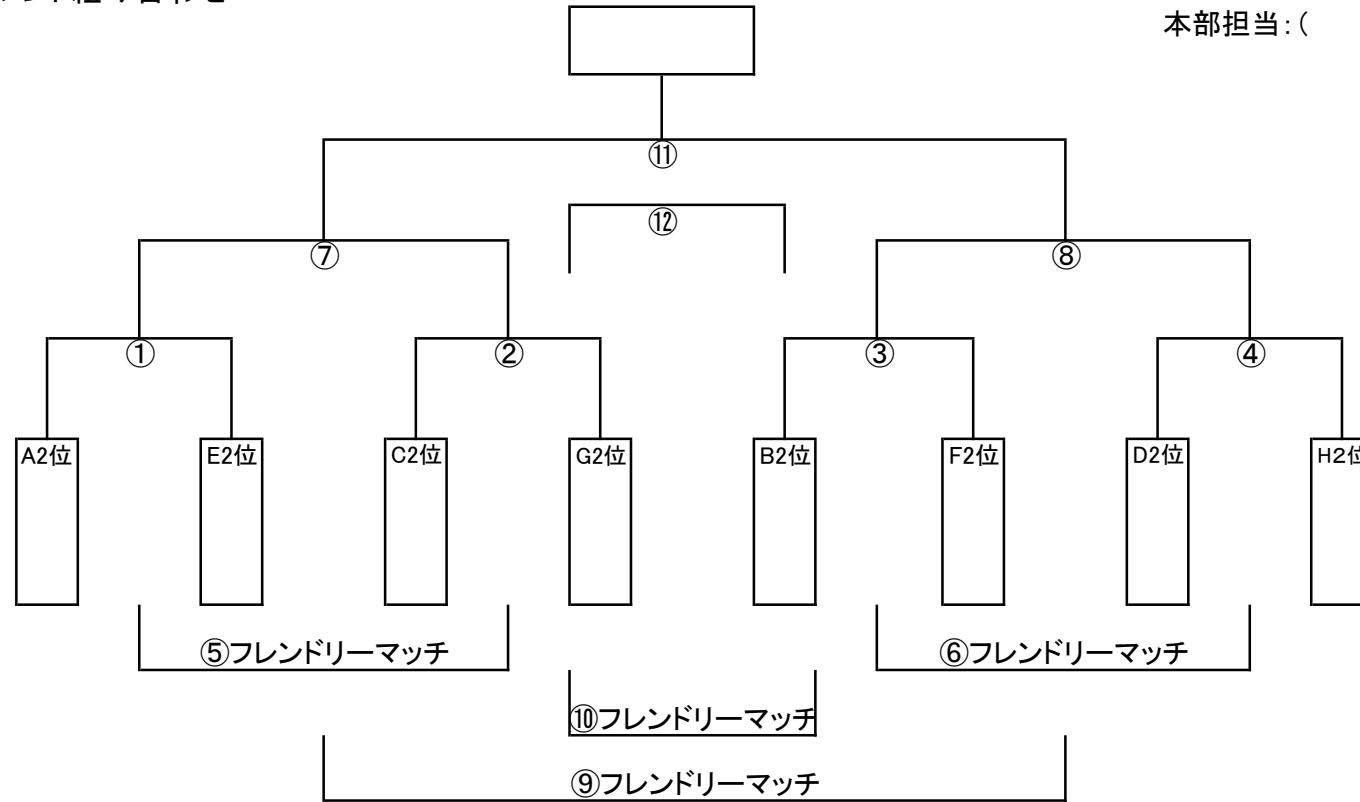 本部担当:(
⑪
⑫
⑦
⑧
①
②
③
④
A2位
E2位
C2位
G2位
B2位
F2位
D2位
H2位
⑤フレンドリーマッチ
⑥フレンドリーマッチ
⑩フレンドリーマッチ
⑨フレンドリーマッチ